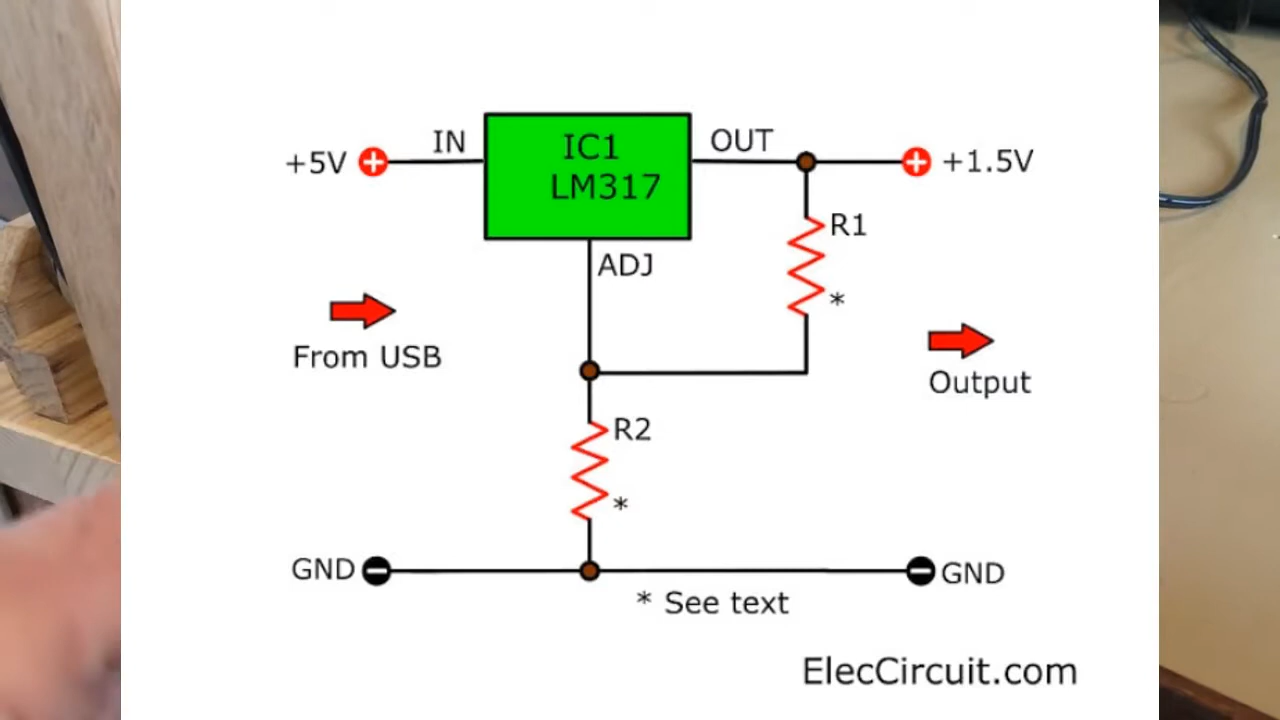 IN
IC1
OUT
+5V
LM317
+1.5V
R1
ADJ
*
From USB
Output
R2
*
GND
GND
* See text
ElecCircuit.com